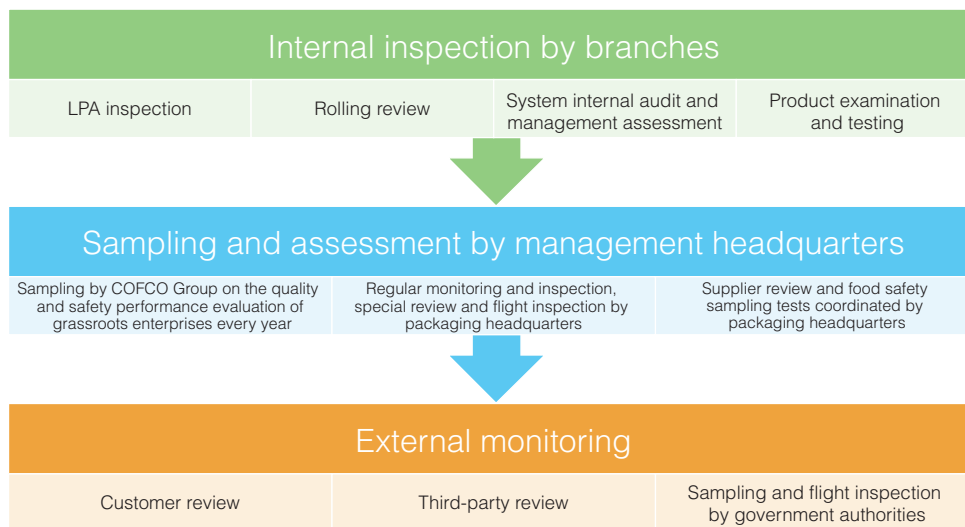 Internal inspection by branches
LPA inspection
Rolling review
System internal audit and
management assessment
Product examination
and testing
Sampling and assessment by management headquarters
Sampling by COFCO Group on the quality
and safety performance evaluation of
grassroots enterprises every year
Regular monitoring and inspection,
special review and flight inspection by
packaging headquarters
Supplier review and food safety
sampling tests coordinated by
packaging headquarters
External monitoring
Customer review
Third-party review
Sampling and flight inspection
by government authorities